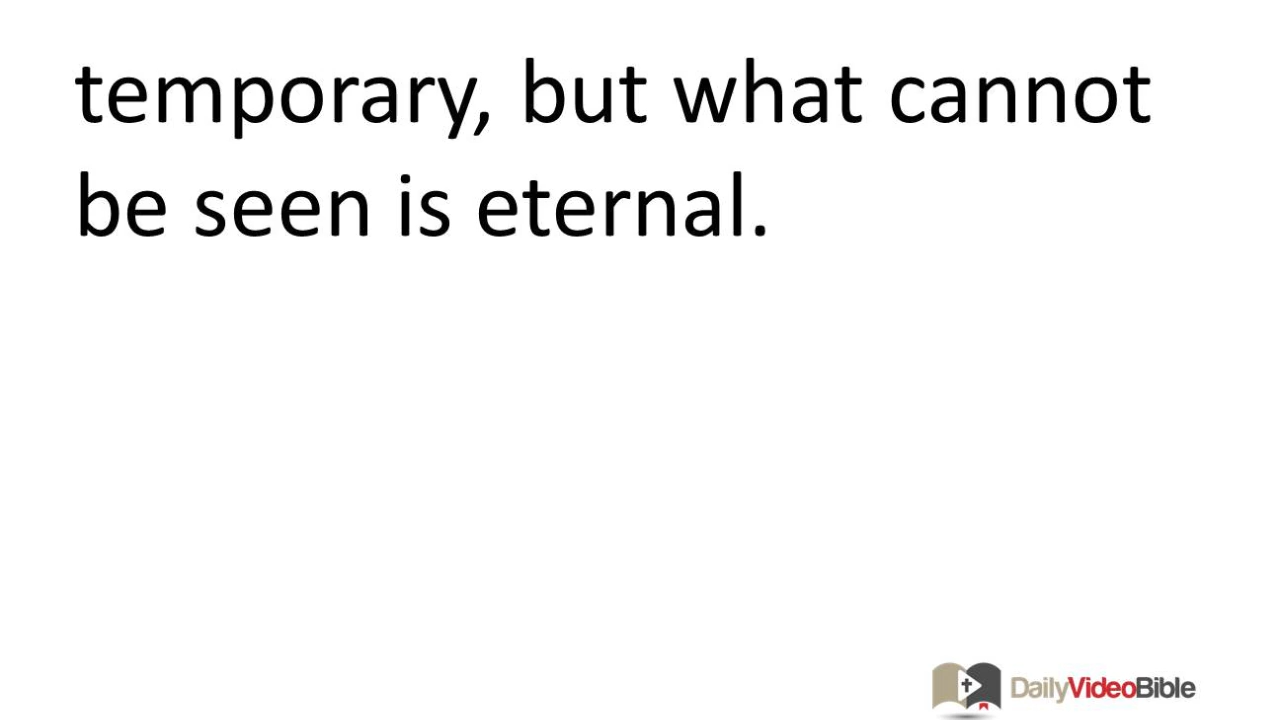 temporary, but what cannot
be seen is eternal.
DailyVideoBible